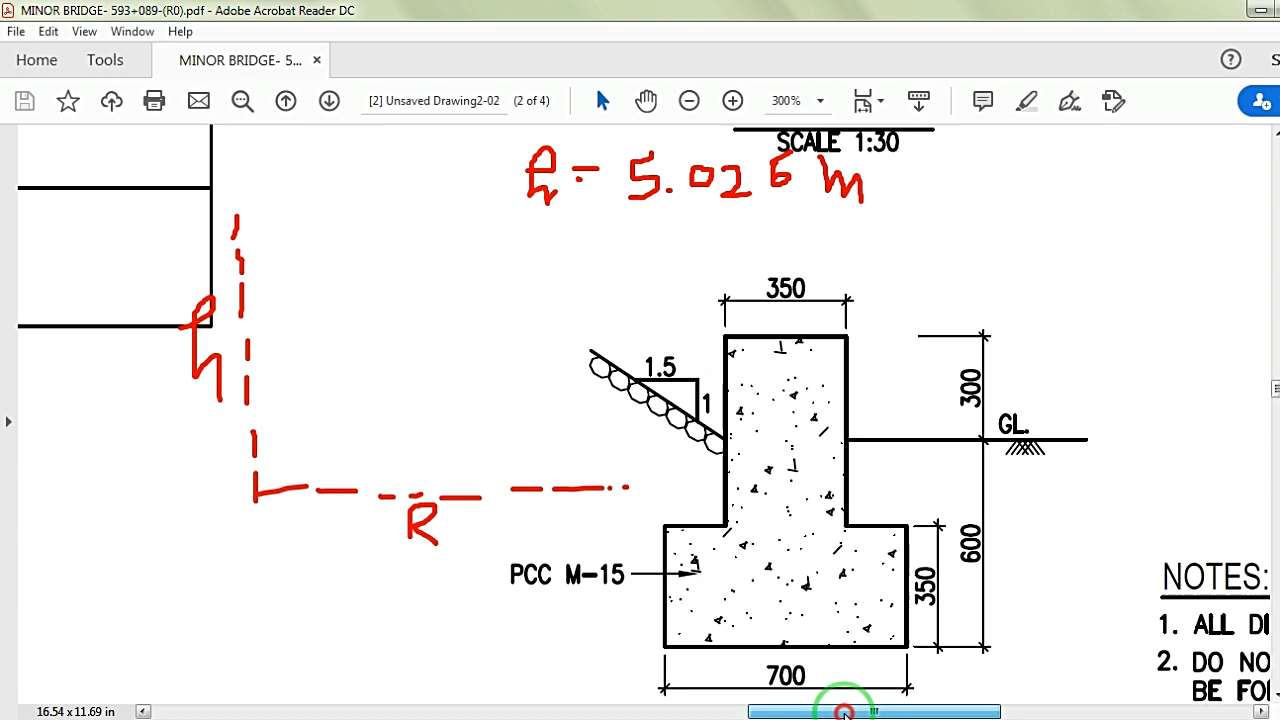 MINOR BRIDGE- 593+089-(R0).pdf - Adobe Acrobat Reader DC
File Edit View Window Help
Home Tools MINOR BRIDGE- 5... ×
[2] Unsaved Drawing2-02 (2 of 4) 300%
SCALE 1:30
h = 5.026 m
350
1.5
1
300
GL.
h
R
600
PCC M-15
350
700
NOTES:
1. ALL DI
2. DO NO
BE FO
16.54 x 11.69 in